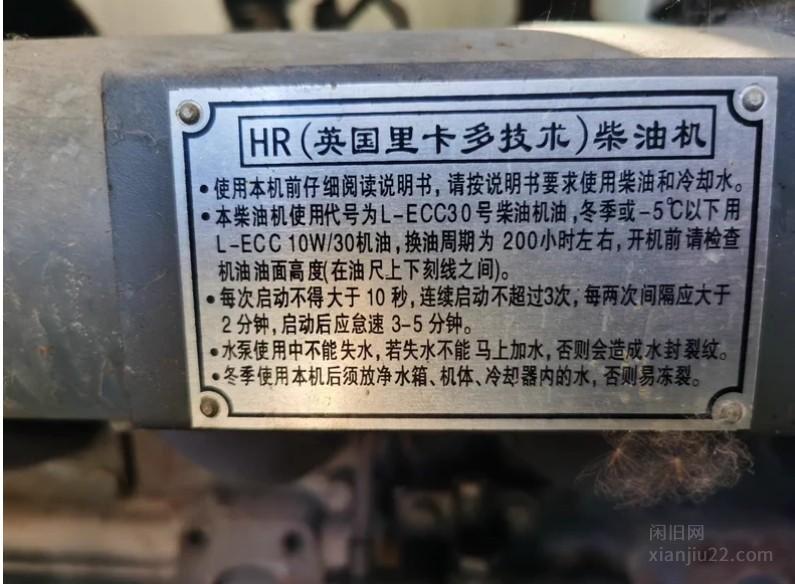 HR(英国里卡多技术)柴油机
•使用本机前仔细阅读说明书，请按说明书要求使用柴油和冷却水。
•本柴油机使用代号为L-ECC30号柴油机油,冬季或-5℃以下用
L-ECC 10W/30机油,换油周期为 200小时左右,开机前请检查
机油油面高度(在油尺上下刻线之间)。
•每次启动不得大于 10 秒,连续启动不超过3次,每两次间隔应大于
2 分钟,启动后应怠速 3-5 分钟。
•水泵使用中不能失水,若失水不能马上加水,否则会造成水封裂纹。
•冬季使用本机后须放净水箱、机体、冷却器内的水,否则易冻裂。
闲旧网
xianjiu22.com